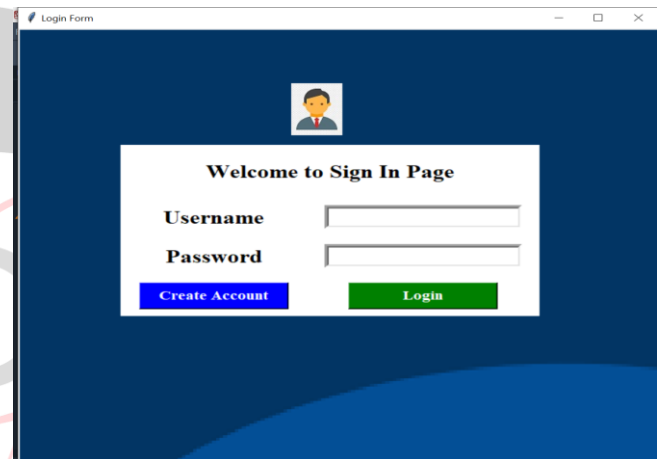 Login Form
Welcome to Sign In Page
Username
Password
Create Account
Login